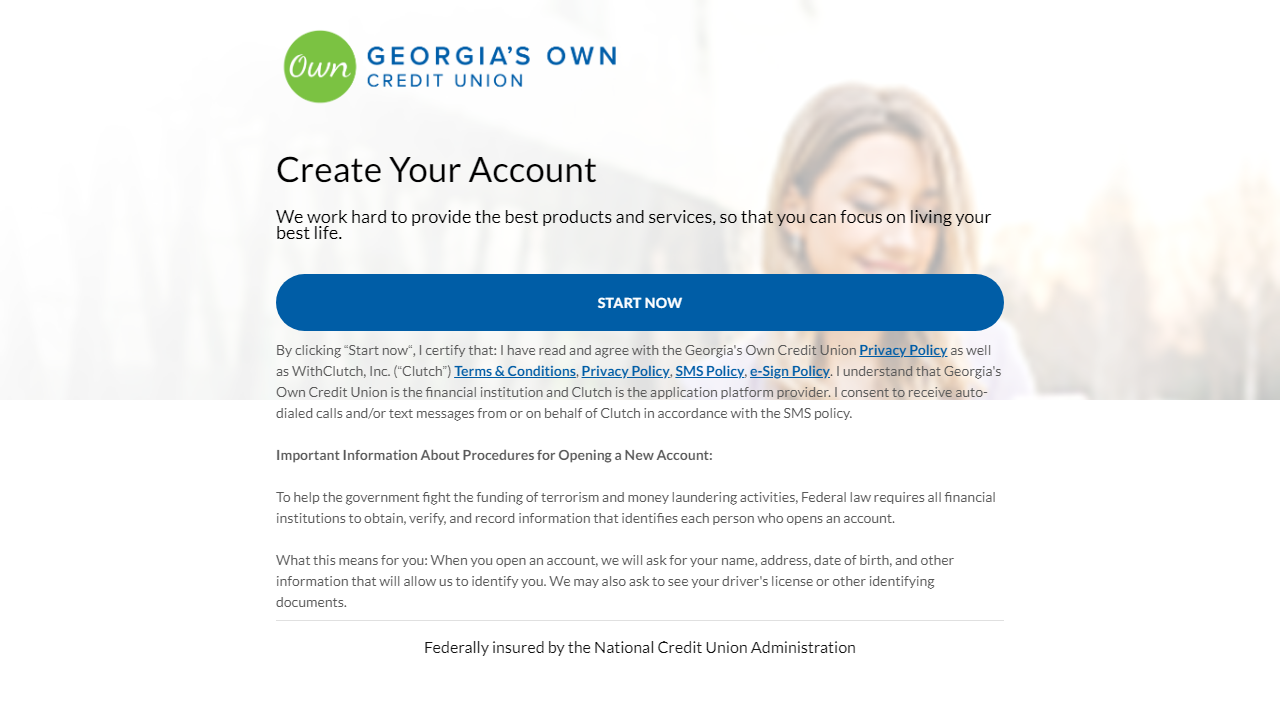 Own
GEORGIA'S OWN
CREDIT UNION
Create Your Account
We work hard to provide the best products and services, so that you can focus on living your
best life.
START NOW
By clicking “Start now“, I certify that: I have read and agree with the Georgia's Own Credit Union Privacy Policy as well
as WithClutch, Inc. (“Clutch”) Terms & Conditions, Privacy Policy, SMS Policy, e-Sign Policy. I understand that Georgia's
Own Credit Union is the financial institution and Clutch is the application platform provider. I consent to receive auto-
dialed calls and/or text messages from or on behalf of Clutch in accordance with the SMS policy.
Important Information About Procedures for Opening a New Account:
To help the government fight the funding of terrorism and money laundering activities, Federal law requires all financial
institutions to obtain, verify, and record information that identifies each person who opens an account.
What this means for you: When you open an account, we will ask for your name, address, date of birth, and other
information that will allow us to identify you. We may also ask to see your driver's license or other identifying
documents.
Federally insured by the National Credit Union Administration